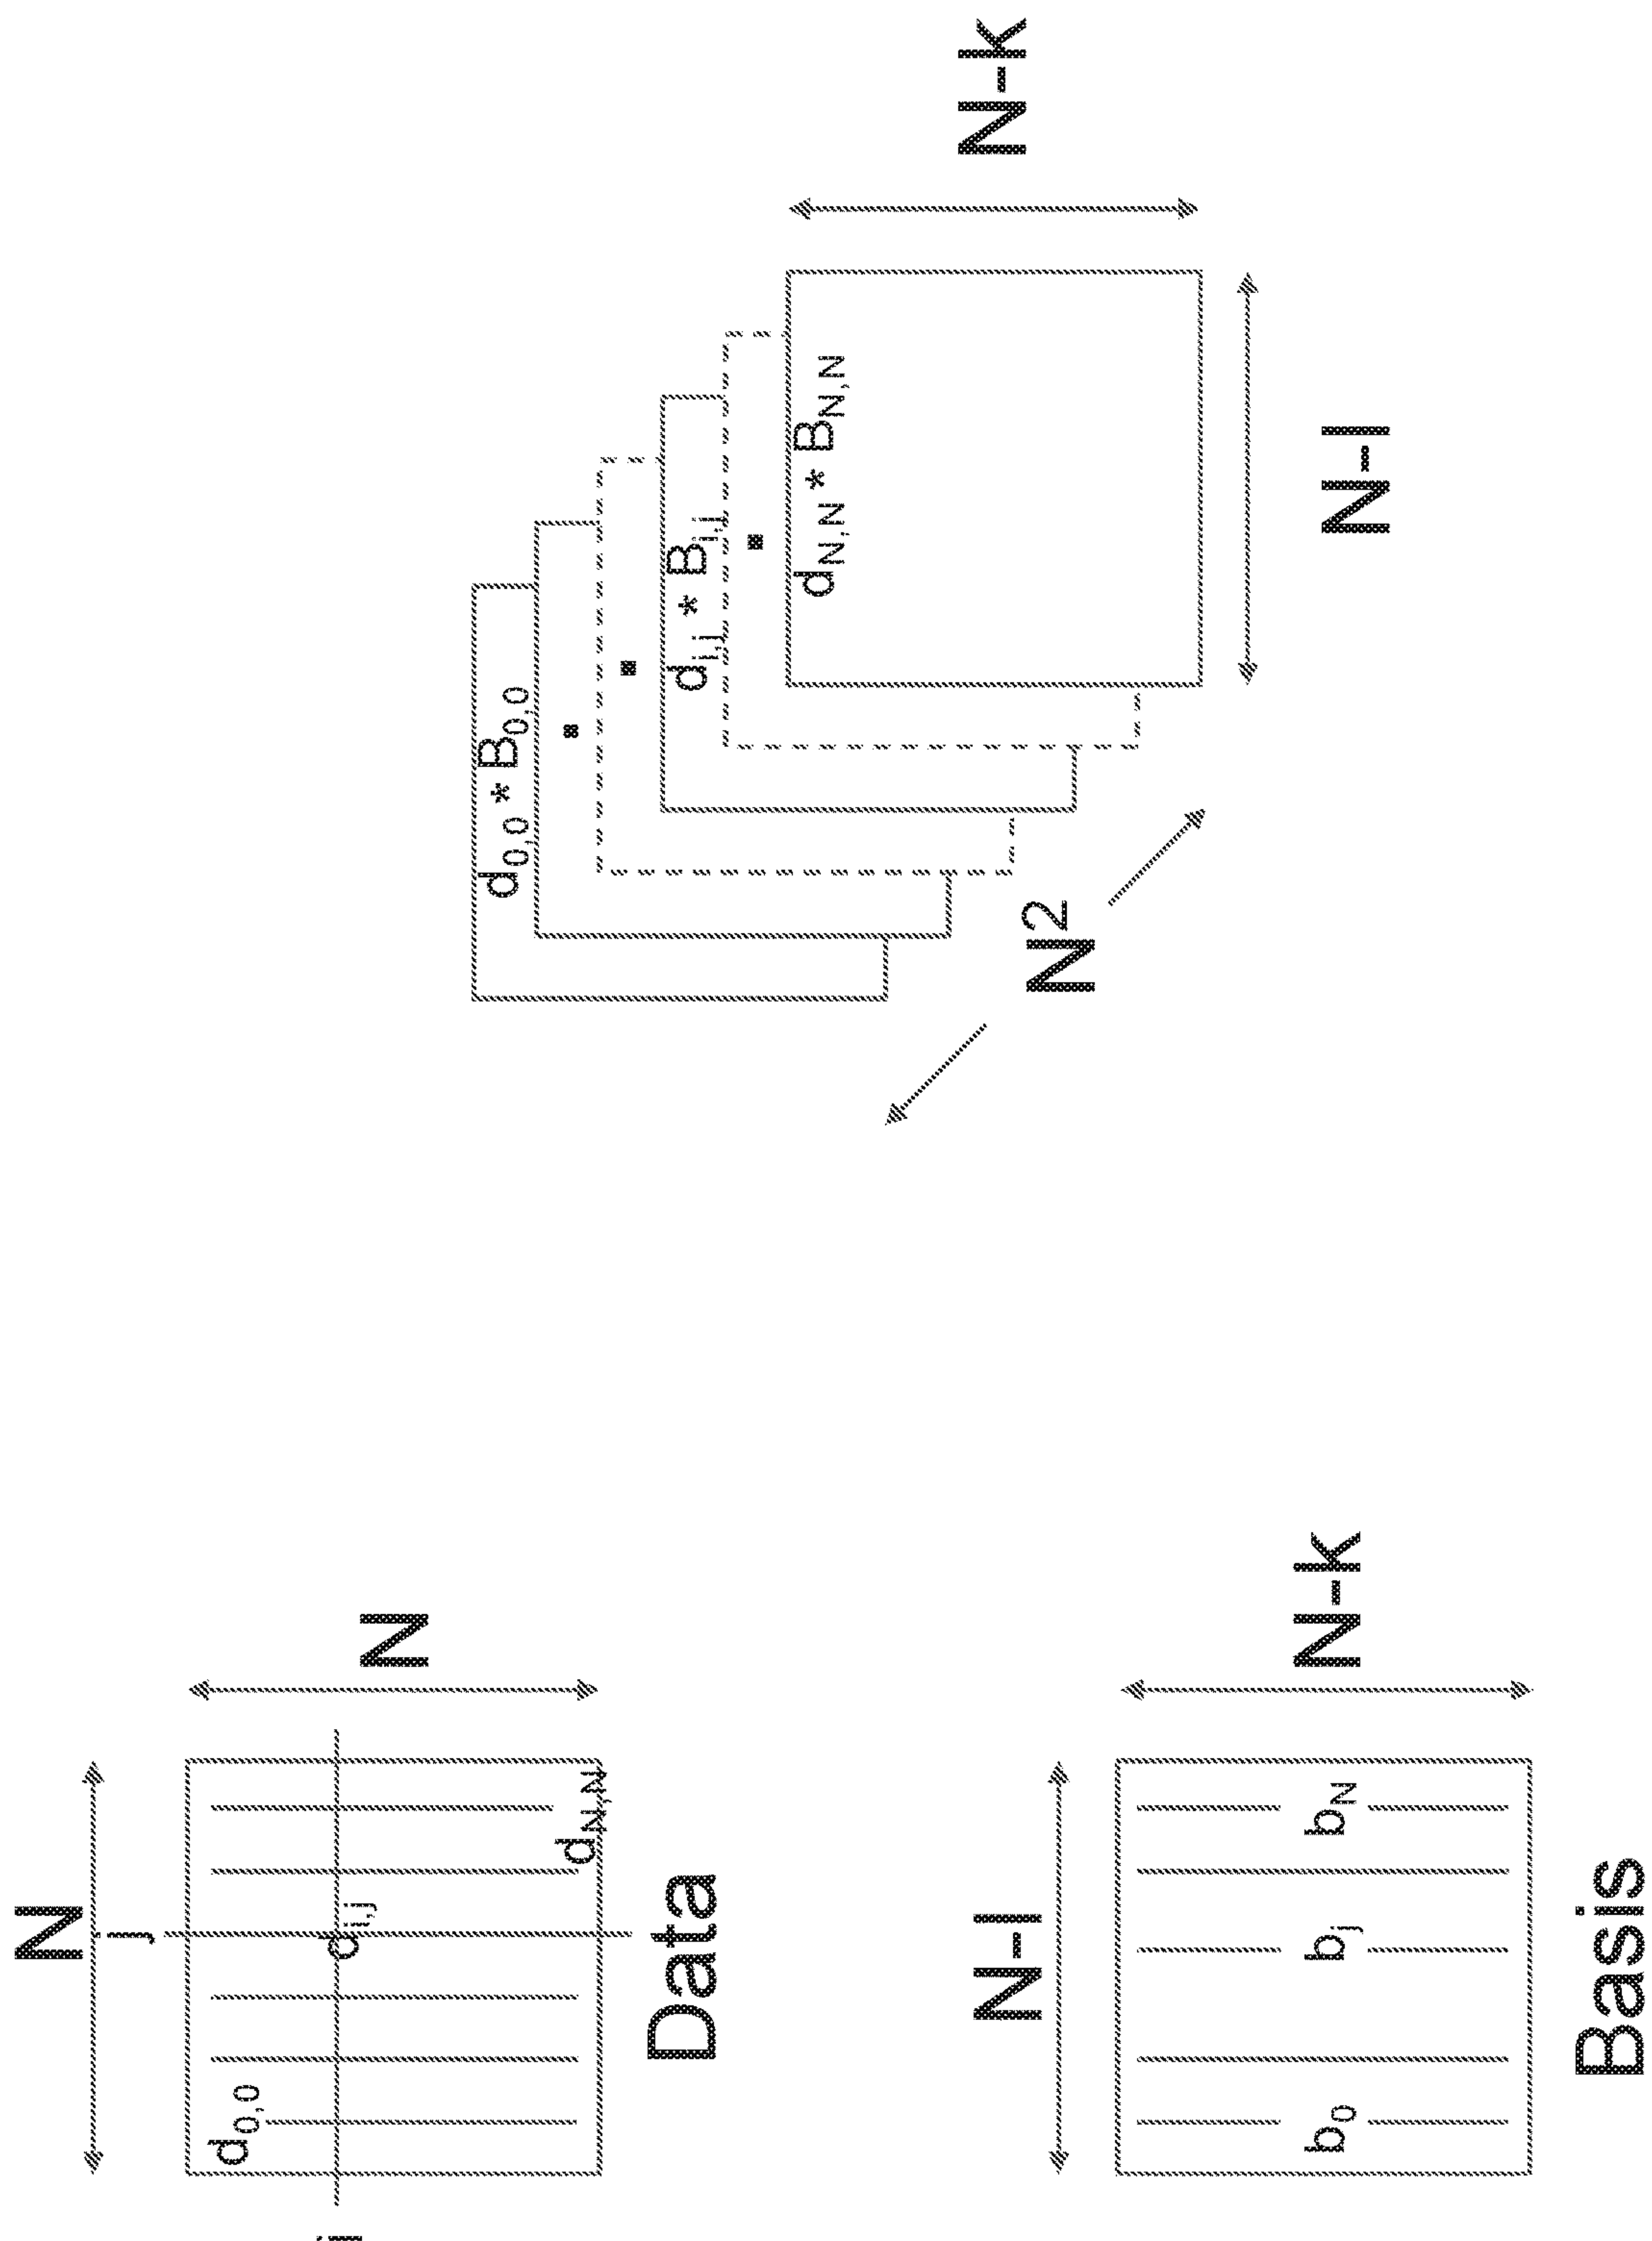 N
j
d0,0
i
di,j
N
dN,N
Data
N-l
b0 bj bN
N-k
Basis
d0,0 * B0,0
di,j * Bi,j
dN,N * BN,N
N-k
N2
N-l